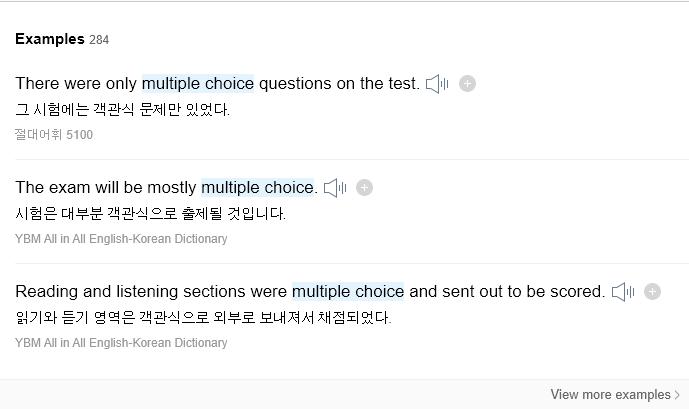 Examples 284
There were only multiple choice questions on the test.
그 시험에는 객관식 문제만 있었다.
절대어휘 5100
The exam will be mostly multiple choice.
시험은 대부분 객관식으로 출제될 것입니다.
YBM All in All English-Korean Dictionary
Reading and listening sections were multiple choice and sent out to be scored.
읽기와 듣기 영역은 객관식으로 외부로 보내져서 채점되었다.
YBM All in All English-Korean Dictionary
View more examples